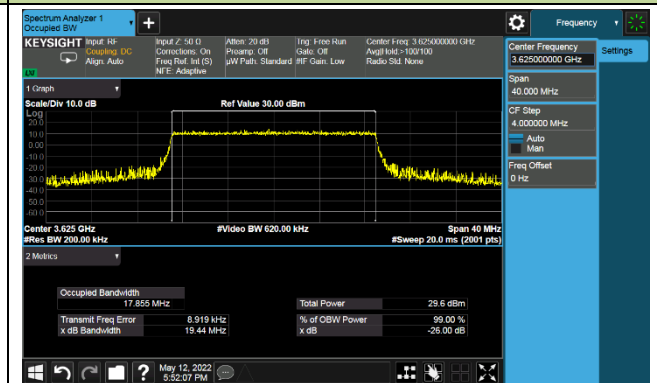 Spectrum Analyzer 1
Occupied BW
+
Frequency
KEYSIGHT
Input: RF
Coupling: DC
Align: Auto
Input Z: 50 Ω
Corrections: On
Freq Ref: Int (S)
NFE: Adaptive
Atten: 20 dB
Preamp: Off
µW Path: Standard
Trig: Free Run
Gate: Off
#IF Gain: Low
Center Freq: 3.625000000 GHz
Avg|Hold:>100/100
Radio Std: None
Center Frequency
3.625000000 GHz
Settings
Span
40.000 MHz
CF Step
4.000000 MHz
Auto
Man
Freq Offset
0 Hz
1 Graph
Scale/Div 10.0 dB
Ref Value 30.00 dBm
Log
20.0
10.0
0.00
-10.0
-20.0
-30.0
-40.0
-50.0
-60.0
Center 3.625 GHz
#Video BW 620.00 kHz
Span 40 MHz
#Res BW 200.00 kHz
#Sweep 20.0 ms (2001 pts)
2 Metrics
Occupied Bandwidth
17.855 MHz
Total Power 29.6 dBm
Transmit Freq Error 8.919 kHz
% of OBW Power 99.00 %
x dB Bandwidth 19.44 MHz
x dB -26.00 dB
?
May 12, 2022
5:52:07 PM